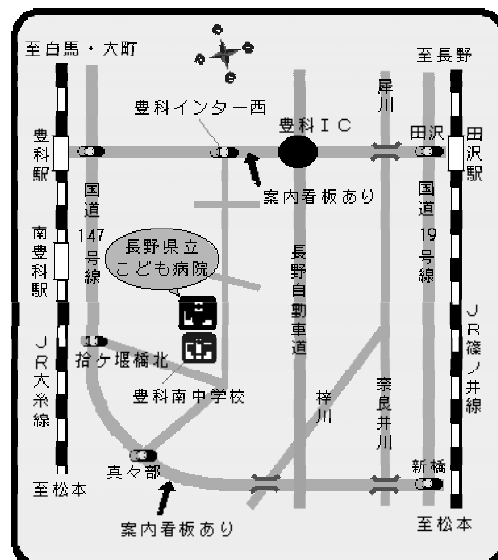 至白馬・大町
至長野
豊科インター西
豊科IC
犀川
田沢
豊科駅
田沢駅
案内看板あり
国道147号線
国道19号線
長野県立
こども病院
南豊科駅
長野自動車道
JR大糸線
拾ケ堰橋北
豊科南中学校
梓川
奈良井川
JR篠ノ井線
真々部
新橋
至松本
案内看板あり
至松本